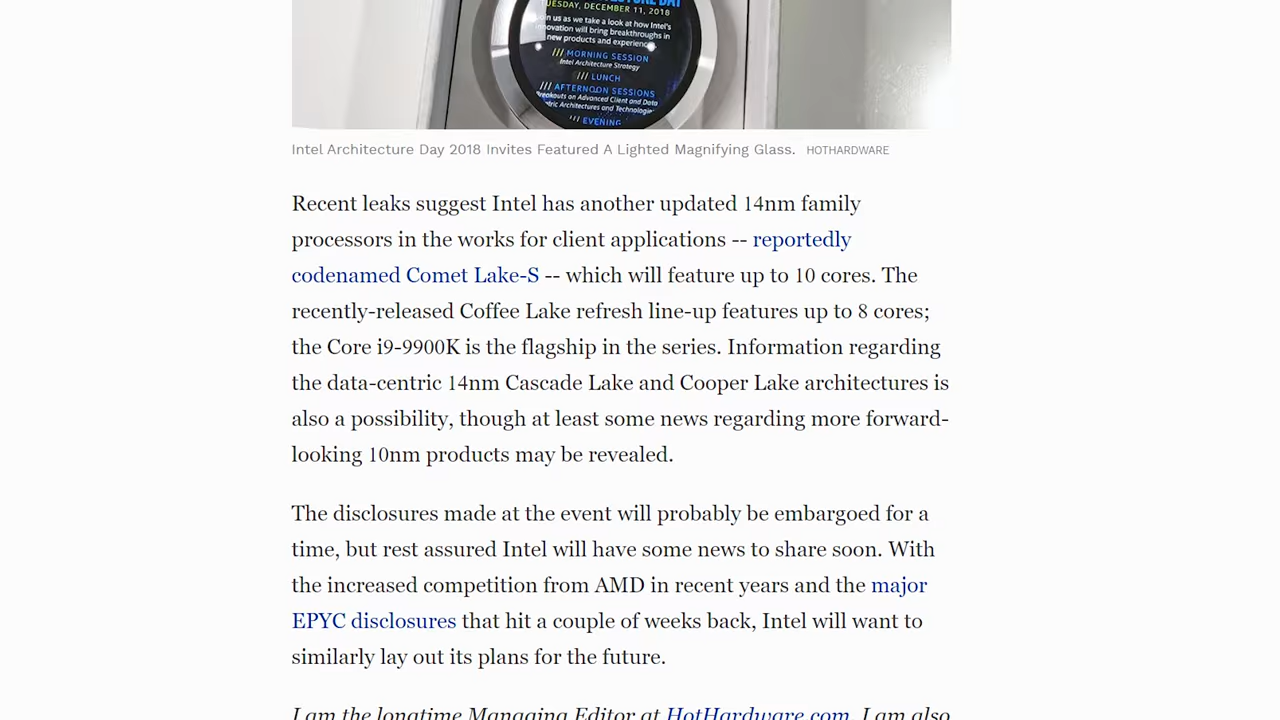 TUESDAY, DECEMBER 11, 2018
us as we take a look at how Intel's
will bring breakthroughs in
new products and
/// MORNING SESSION
Intel Architecture Strategy
/// LUNCH
/// AFTERNOON SESSIONS
Breakouts on Advanced Client and Data
Architectures and
/// EVENING
Intel Architecture Day 2018 Invites Featured A Lighted Magnifying Glass. HOTHARDWARE
Recent leaks suggest Intel has another updated 14nm family
processors in the works for client applications -- reportedly
codenamed Comet Lake-S -- which will feature up to 10 cores. The
recently-released Coffee Lake refresh line-up features up to 8 cores;
the Core i9-9900K is the flagship in the series. Information regarding
the data-centric 14nm Cascade Lake and Cooper Lake architectures is
also a possibility, though at least some news regarding more forward-
looking 10nm products may be revealed.
The disclosures made at the event will probably be embargoed for a
time, but rest assured Intel will have some news to share soon. With
the increased competition from AMD in recent years and the major
EPYC disclosures that hit a couple of weeks back, Intel will want to
similarly lay out its plans for the future.
I am the longtime Managing Editor at HotHardware.com. I am also